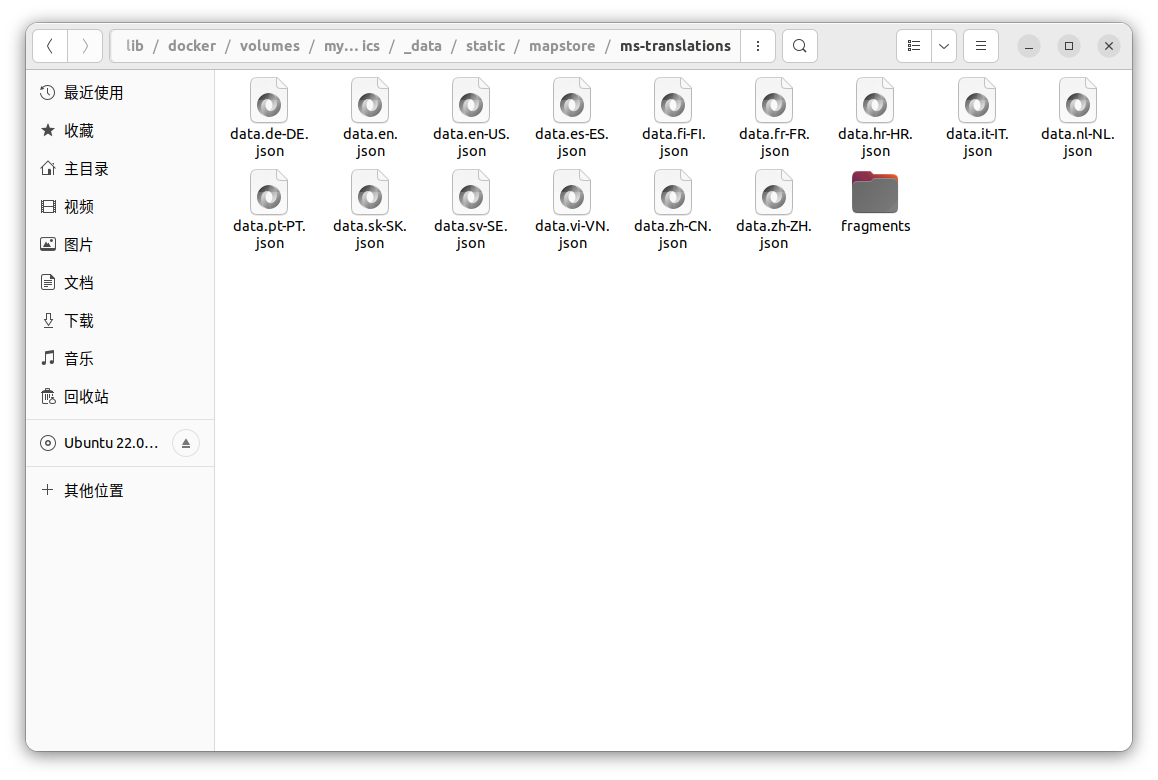 lib / docker / volumes / my... ics / _data / static / mapstore / ms-translations
最近使用
收藏
主目录
视频
图片
文档
下载
音乐
回收站
Ubuntu 22.0...
其他位置
data.de-DE.
json
data.en.
json
data.en-US.
json
data.es-ES.
json
data.fi-FI.
json
data.fr-FR.
json
data.hr-HR.
json
data.it-IT.
json
data.nl-NL.
json
data.pt-PT.
json
data.sk-SK.
json
data.sv-SE.
json
data.vi-VN.
json
data.zh-CN.
json
data.zh-ZH.
json
fragments